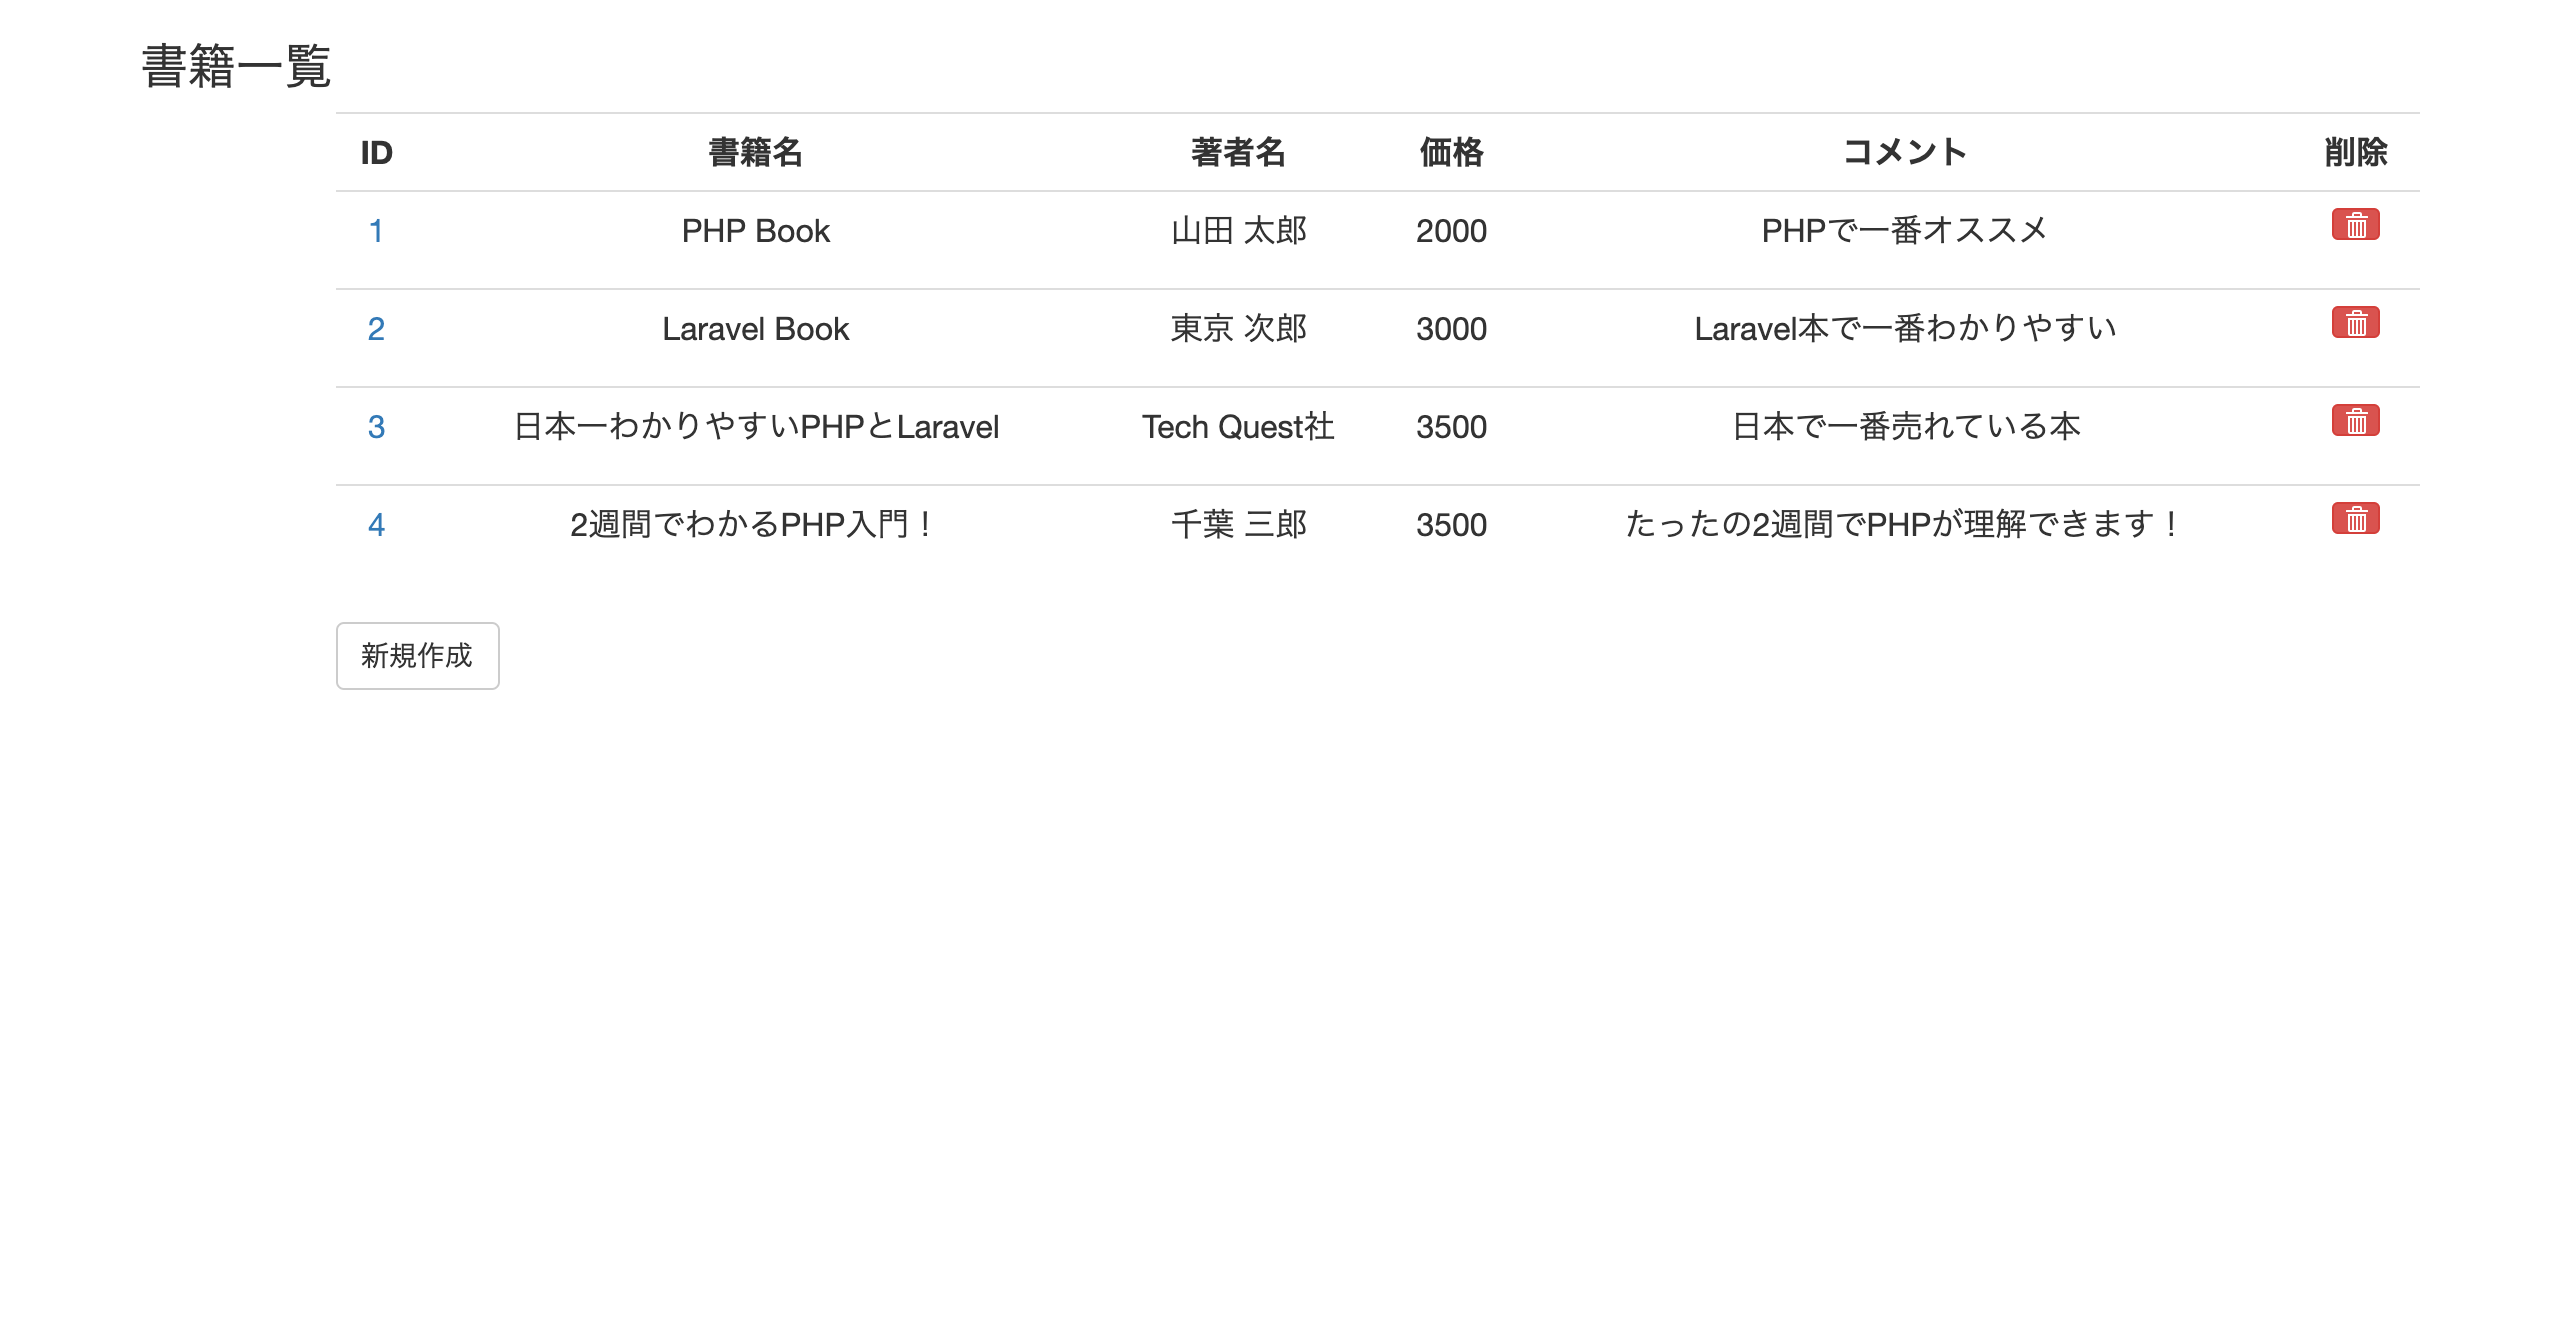 書籍一覧
ID 書籍名 著者名 価格 コメント 削除
1 PHP Book 山田 太郎 2000 PHPで一番オススメ
2 Laravel Book 東京 次郎 3000 Laravel本で一番わかりやすい
3 日本一わかりやすいPHPとLaravel Tech Quest社 3500 日本で一番売れている本
4 2週間でわかるPHP入門！ 千葉 三郎 3500 たったの2週間でPHPが理解できます！
新規作成